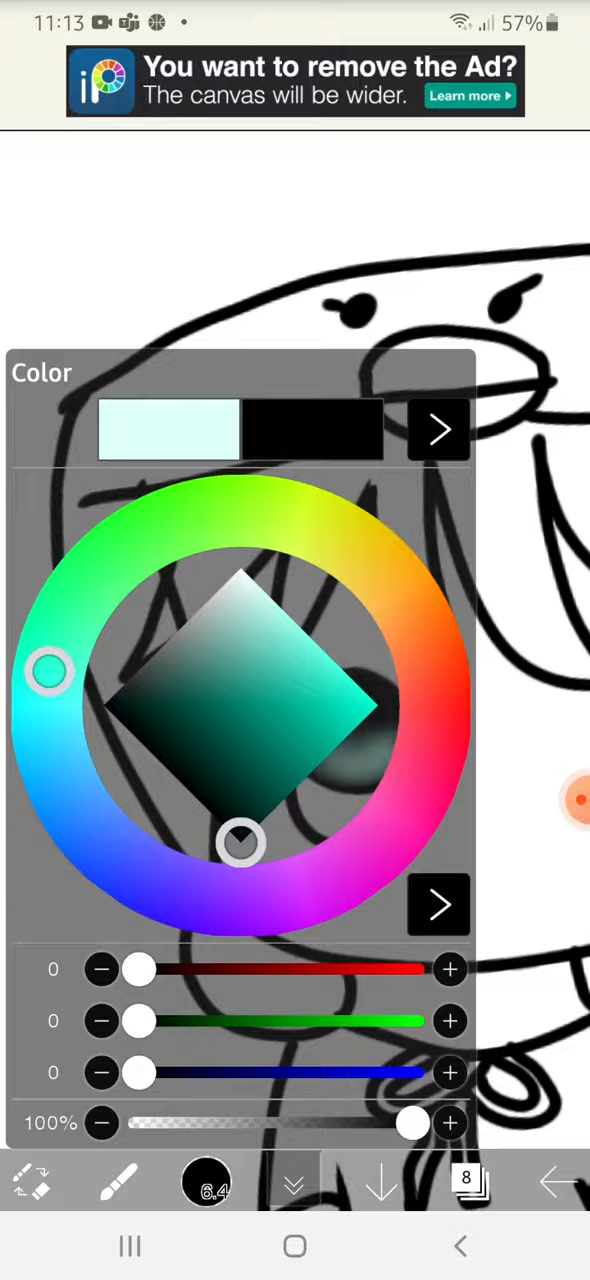 11:13 57%
iP You want to remove the Ad?
The canvas will be wider. Learn more
Color
0
0
0
100%
6.4 8